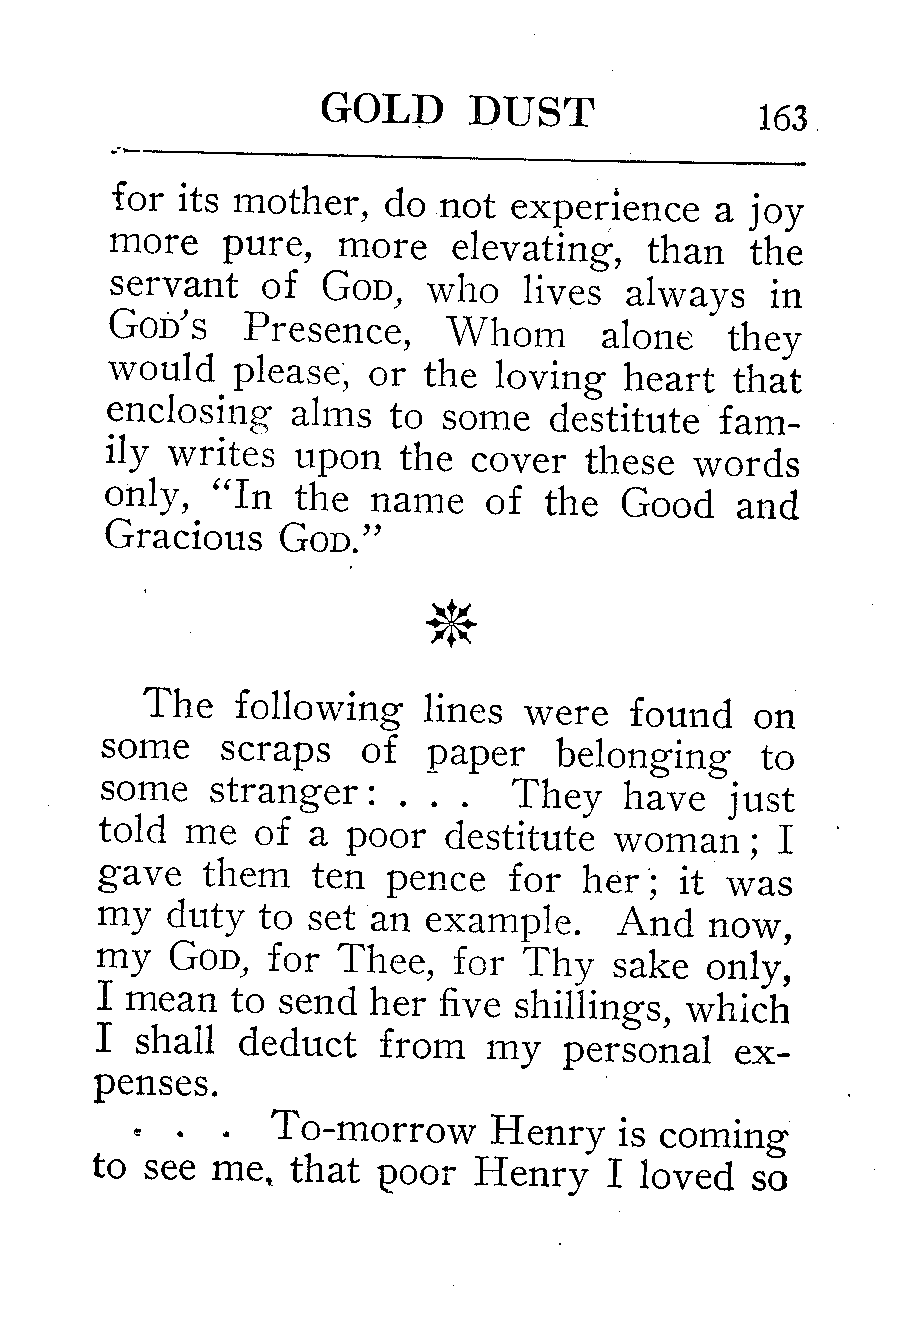 GOLD DUST 163
for its mother, do not experience a joy
more pure, more elevating, than the
servant of GOD, who lives always in
GOD'S Presence, Whom alone they
would please, or the loving heart that
enclosing alms to some destitute fam-
ily writes upon the cover these words
only, “In the name of the Good and
Gracious GOD.”
The following lines were found on
some scraps of paper belonging to
some stranger: . . . They have just
told me of a poor destitute woman; I
gave them ten pence for her; it was
my duty to set an example. And now,
my GOD, for Thee, for Thy sake only,
I mean to send her five shillings, which
I shall deduct from my personal ex-
penses.
. . . To-morrow Henry is coming
to see me, that poor Henry I loved so